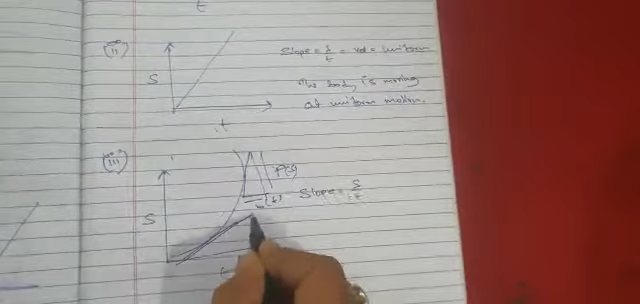 t
(ii)
S
Slope = s/t = vel = uniform
The body is moving
at uniform motion.
t
(iii)
S
Slope = s/t
t